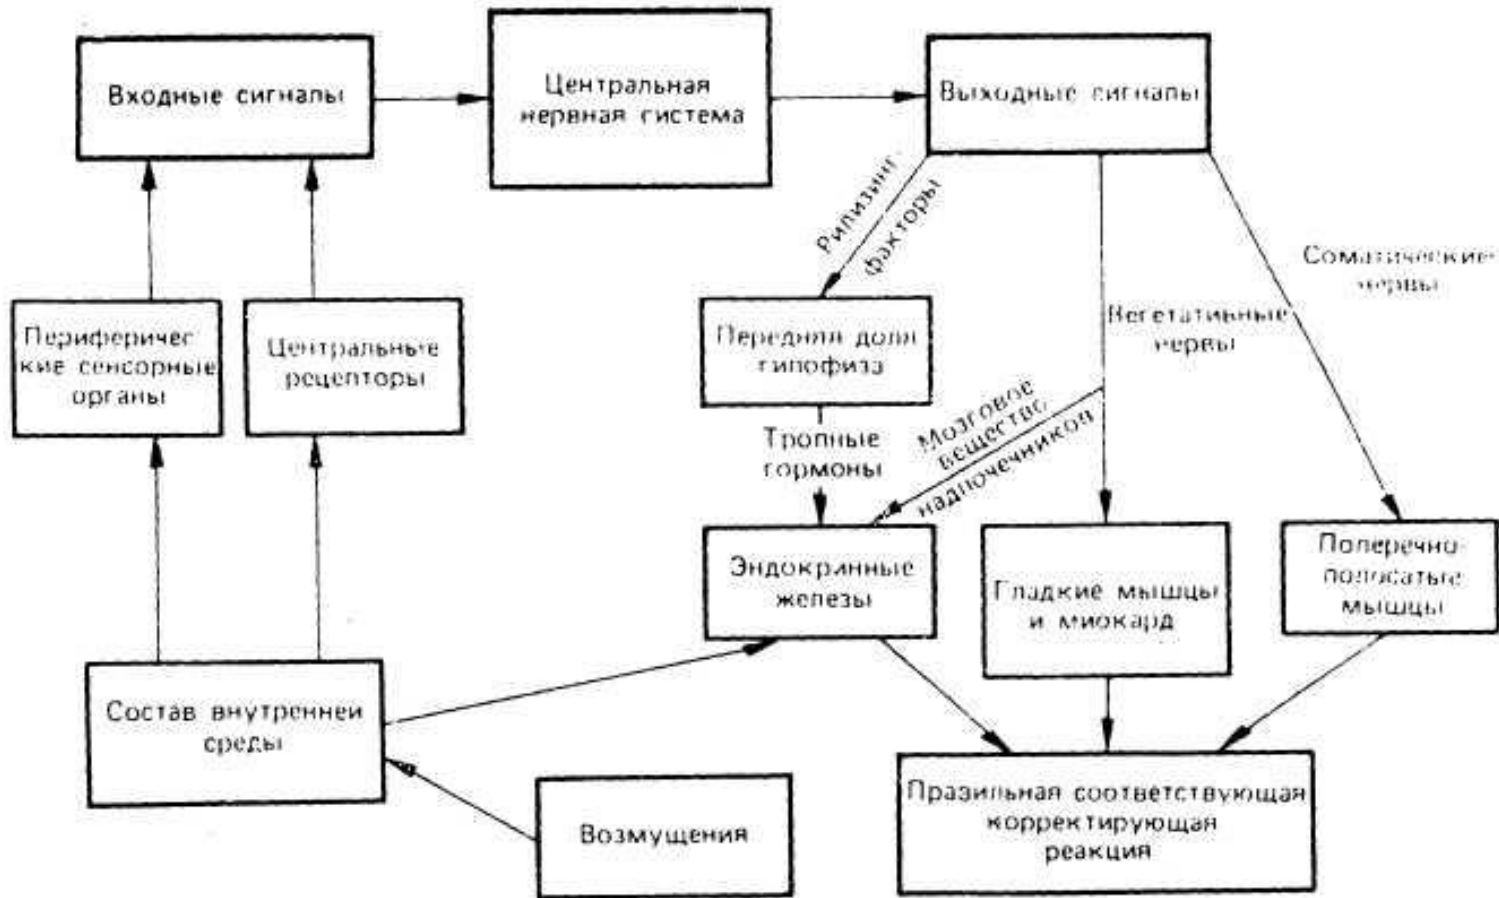 Входные сигналы
Центральная
нервная система
Выходные сигналы
Рилизинг-
факторы
Соматические
нервы
Вегетативные
нервы
Периферичес-
кие сенсорные
органы
Центральные
рецепторы
Передняя доля
гипофиза
Мозговое
вещество
надпочечников
Тропные
гормоны
Эндокринные
железы
Гладкие мышцы
и миокард
Поперечно-
полосатые
мышцы
Состав внутренней
среды
Возмущения
Празильная соответствующая
корректирующая
реакция